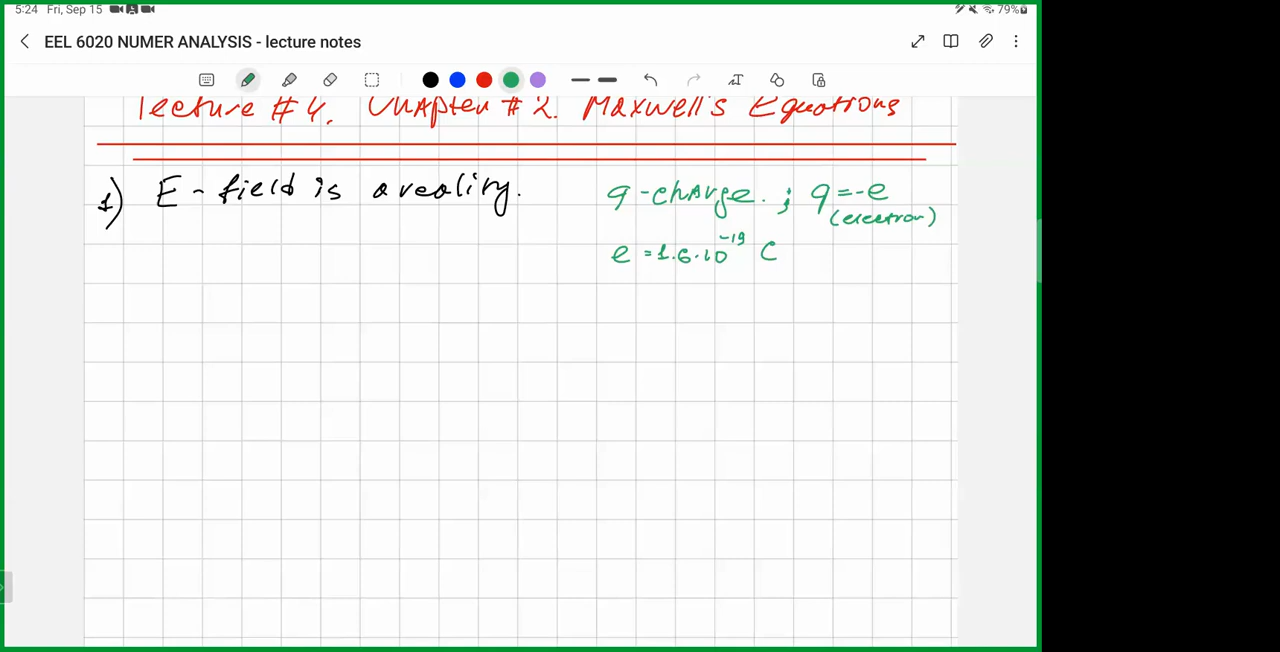 5:24 Fri, Sep 15
79%
EEL 6020 NUMER ANALYSIS - lecture notes
lecture #4. Chapter #2. Maxwell's Equations
1) E - field is a reality.
q - charge. ; q = -e
(electron)
e = 1.6·10⁻¹⁹ C